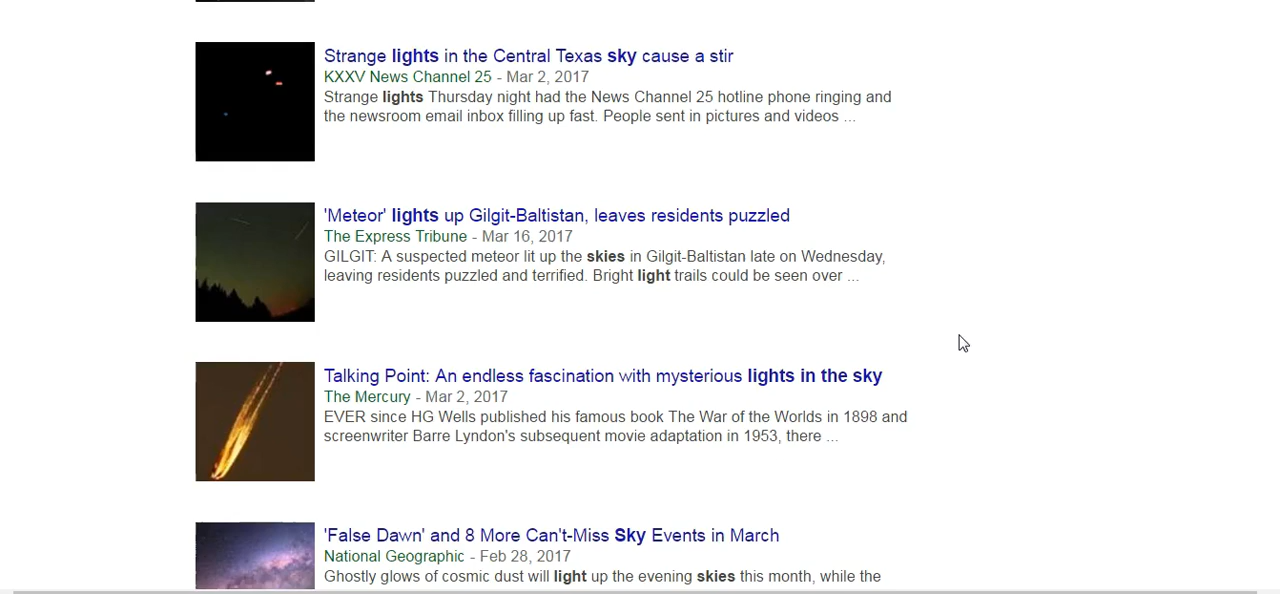 Strange lights in the Central Texas sky cause a stir
KXXV News Channel 25 - Mar 2, 2017
Strange lights Thursday night had the News Channel 25 hotline phone ringing and
the newsroom email inbox filling up fast. People sent in pictures and videos ...
'Meteor' lights up Gilgit-Baltistan, leaves residents puzzled
The Express Tribune - Mar 16, 2017
GILGIT: A suspected meteor lit up the skies in Gilgit-Baltistan late on Wednesday,
leaving residents puzzled and terrified. Bright light trails could be seen over ...
Talking Point: An endless fascination with mysterious lights in the sky
The Mercury - Mar 2, 2017
EVER since HG Wells published his famous book The War of the Worlds in 1898 and
screenwriter Barre Lyndon's subsequent movie adaptation in 1953, there ...
'False Dawn' and 8 More Can't-Miss Sky Events in March
National Geographic - Feb 28, 2017
Ghostly glows of cosmic dust will light up the evening skies this month, while the